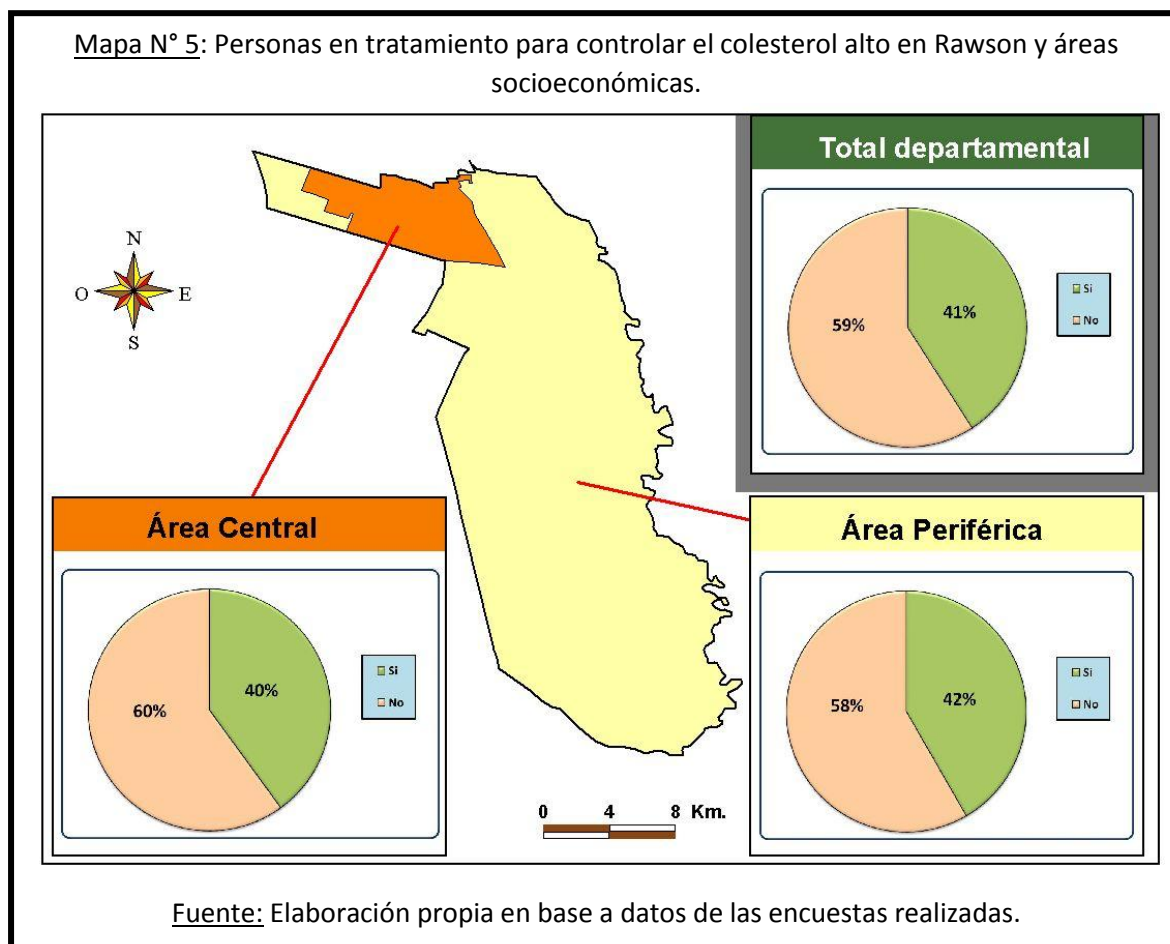 Mapa N° 5: Personas en tratamiento para controlar el colesterol alto en Rawson y áreas
socioeconómicas.
Total departamental
59%
41%
Si
No
N
O
E
S
Área Central
60%
40%
Si
No
Área Periférica
58%
42%
Si
No
0 4 8 Km.
Fuente: Elaboración propia en base a datos de las encuestas realizadas.